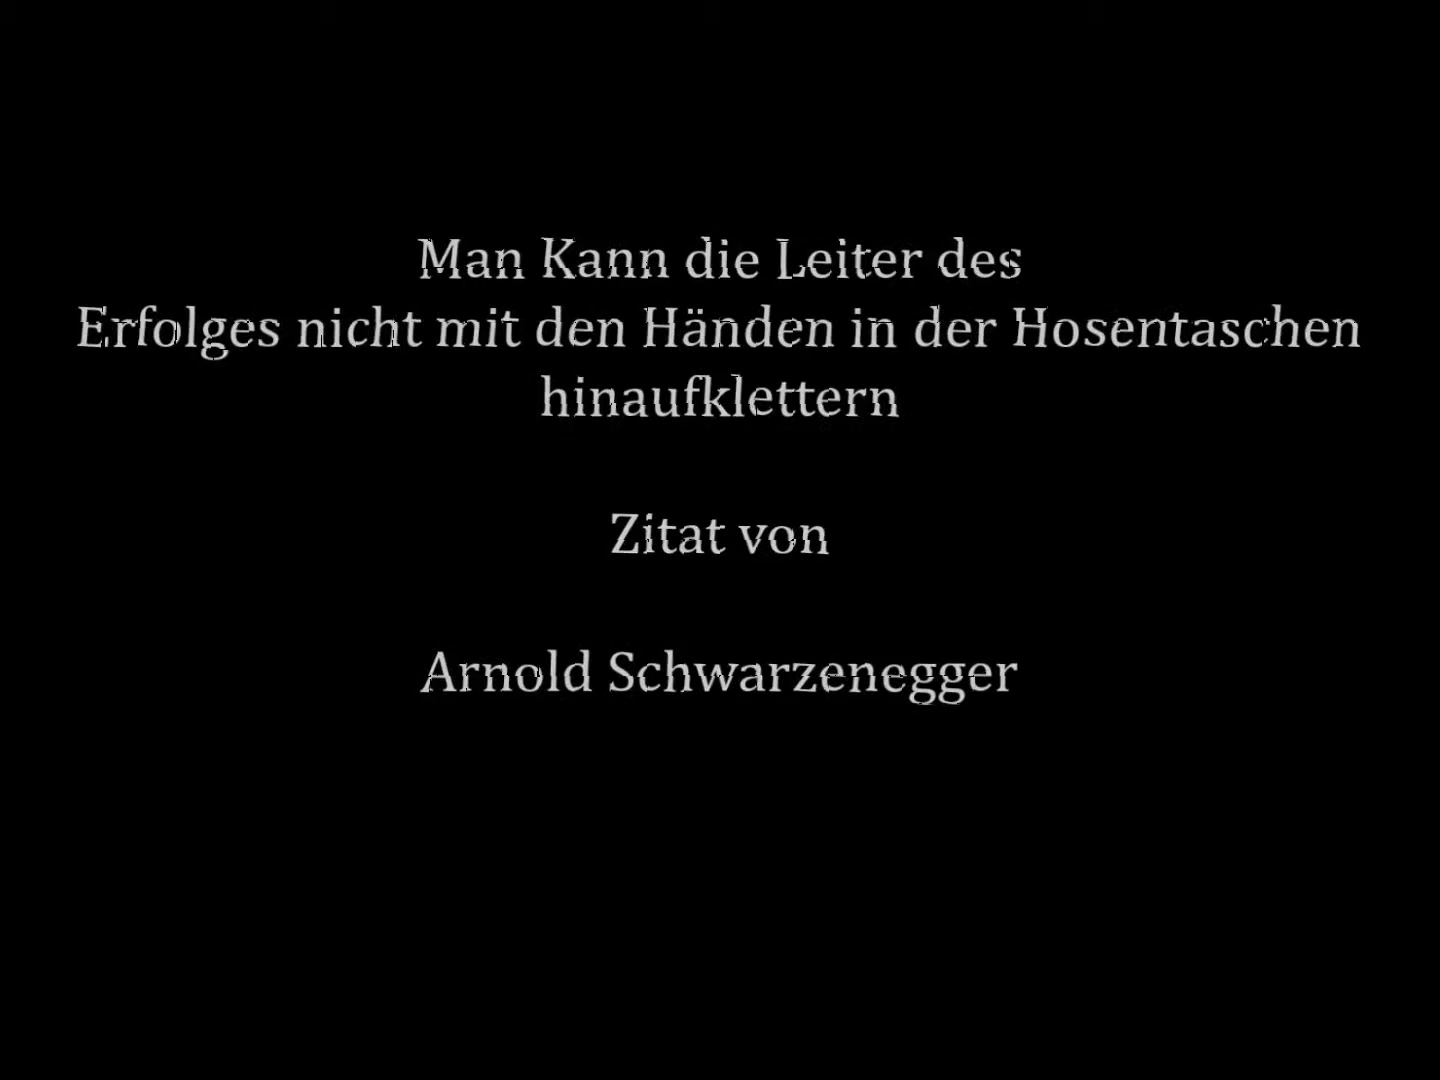 Man Kann die Leiter des
Erfolges nicht mit den Händen in der Hosentaschen
hinaufklettern
Zitat von
Arnold Schwarzenegger